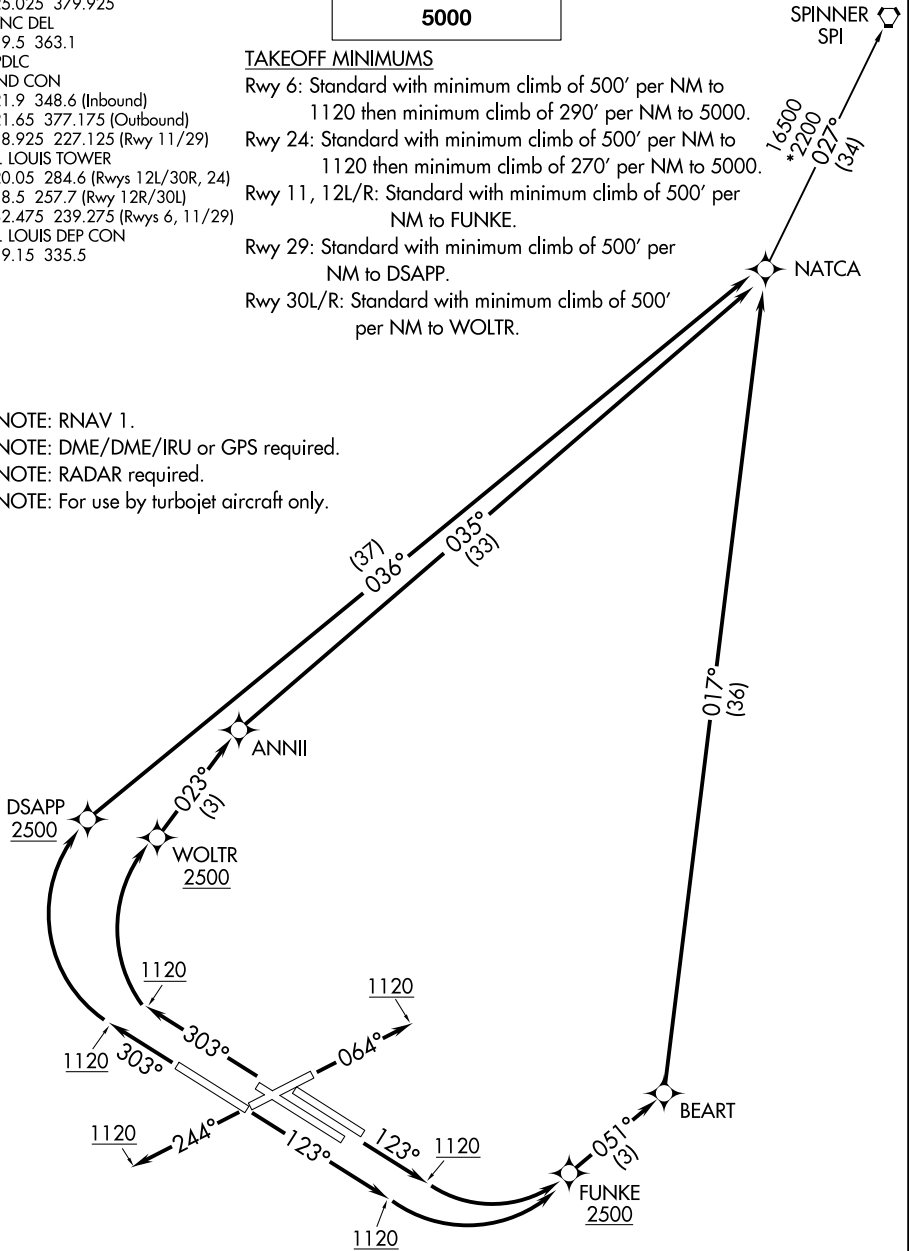 25.025 379.925
NC DEL
9.5 363.1
PDLC
ND CON
21.9 348.6 (Inbound)
21.65 377.175 (Outbound)
8.925 227.125 (Rwy 11/29)
. LOUIS TOWER
20.05 284.6 (Rwys 12L/30R, 24)
8.5 257.7 (Rwy 12R/30L)
2.475 239.275 (Rwys 6, 11/29)
. LOUIS DEP CON
9.15 335.5
5000
TAKEOFF MINIMUMS
Rwy 6: Standard with minimum climb of 500' per NM to
1120 then minimum climb of 290' per NM to 5000.
Rwy 24: Standard with minimum climb of 500' per NM to
1120 then minimum climb of 270' per NM to 5000.
Rwy 11, 12L/R: Standard with minimum climb of 500' per
NM to FUNKE.
Rwy 29: Standard with minimum climb of 500' per
NM to DSAPP.
Rwy 30L/R: Standard with minimum climb of 500'
per NM to WOLTR.
SPINNER
SPI
16500
*2200
027°
(34)
NATCA
NOTE: RNAV 1.
NOTE: DME/DME/IRU or GPS required.
NOTE: RADAR required.
NOTE: For use by turbojet aircraft only.
(37)
036°
035°
(33)
017°
(36)
ANNII
023°
(3)
DSAPP
2500
WOLTR
2500
1120
1120
303°
064°
1120
303°
1120
244°
123°
123°
1120
1120
BEART
051°
(3)
FUNKE
2500